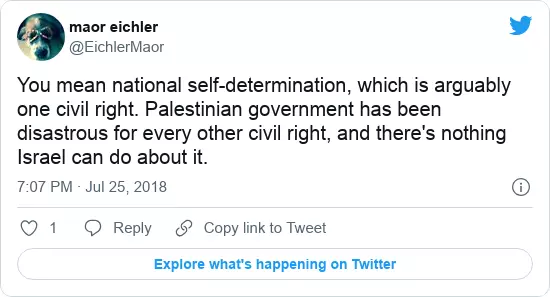 maor eichler
@EichlerMaor
You mean national self-determination, which is arguably
one civil right. Palestinian government has been
disastrous for every other civil right, and there's nothing
Israel can do about it.
7:07 PM · Jul 25, 2018
1 Reply Copy link to Tweet
Explore what's happening on Twitter